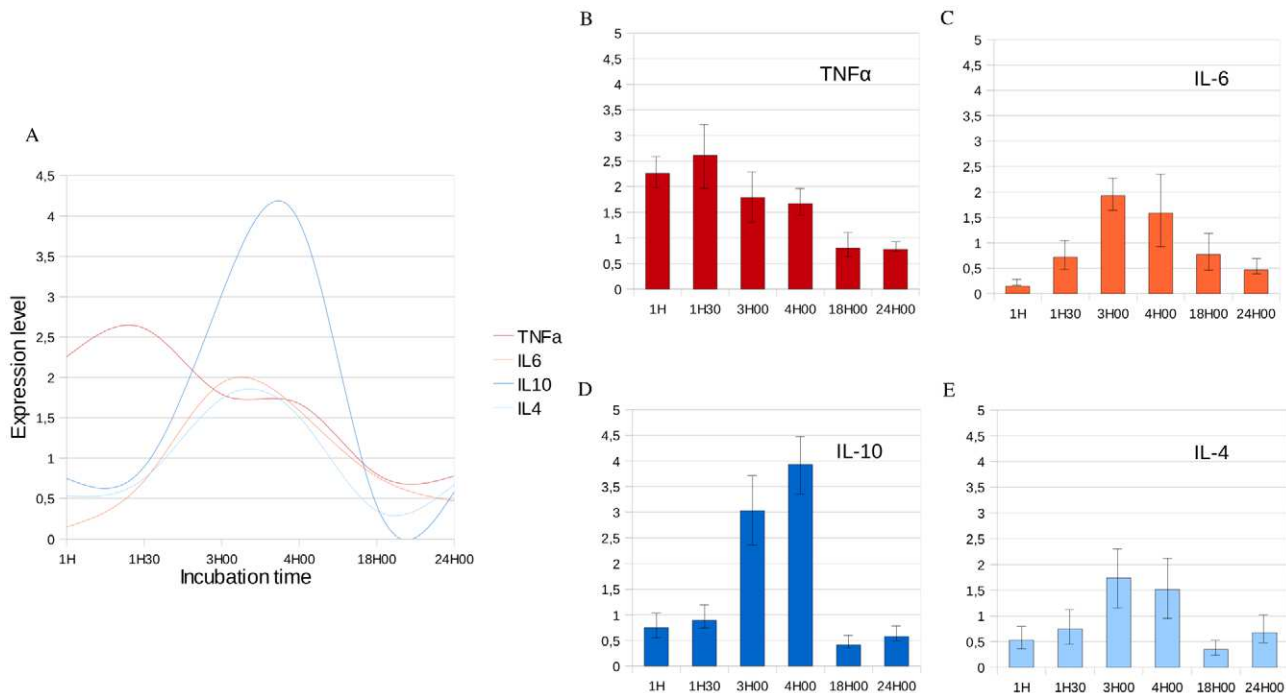 A
4,5
4
3,5
3
2,5
2
1,5
1
0,5
0
Expression level
1H 1H30 3H00 4H00 18H00 24H00
Incubation time
TNFa
IL6
IL10
IL4
B
TNFα
5
4,5
4
3,5
3
2,5
2
1,5
1
0,5
0
1H 1H30 3H00 4H00 18H00 24H00
C
IL-6
5
4,5
4
3,5
3
2,5
2
1,5
1
0,5
0
1H 1H30 3H00 4H00 18H00 24H00
D
IL-10
5
4,5
4
3,5
3
2,5
2
1,5
1
0,5
0
1H 1H30 3H00 4H00 18H00 24H00
E
IL-4
5
4,5
4
3,5
3
2,5
2
1,5
1
0,5
0
1H 1H30 3H00 4H00 18H00 24H00